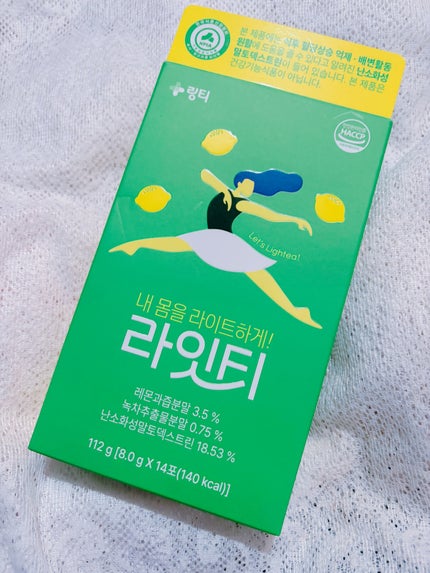 본 제품에는 식후 혈당상승 억제·배변활동
원활에 도움을 줄 수 있다고 알려진 난소화성
말토덱스트린이 들어 있습니다. 본 제품은
건강기능식품이 아닙니다.
링티
HACCP
Let's Lightea!
내 몸을 라이트하게!
라잇티
레몬과즙분말 3.5 %
녹차추출물분말 0.75 %
난소화성말토덱스트린 18.53 %
112 g [8.0 g X 14포(140 kcal)]